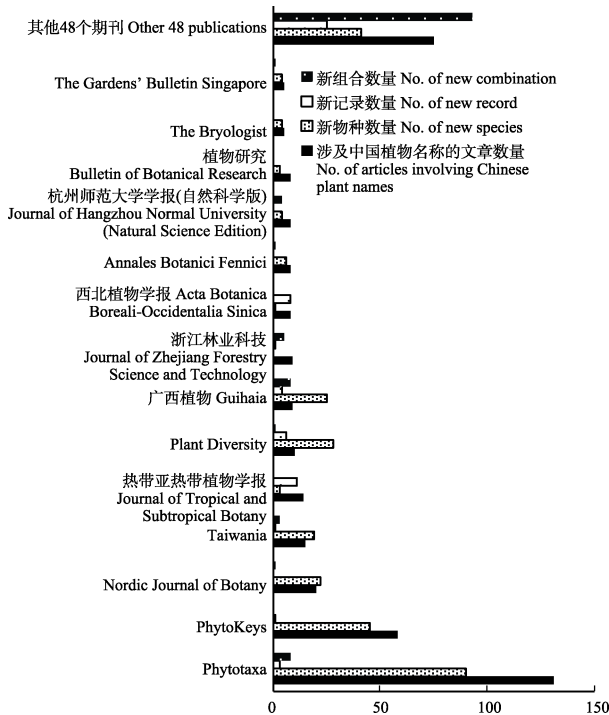 其他48个期刊 Other 48 publications
The Gardens' Bulletin Singapore
The Bryologist
植物研究
Bulletin of Botanical Research
杭州师范大学学报(自然科学版)
Journal of Hangzhou Normal University
(Natural Science Edition)
Annales Botanici Fennici
西北植物学报 Acta Botanica
Boreali-Occidentalia Sinica
浙江林业科技
Journal of Zhejiang Forestry
Science and Technology
广西植物 Guihaia
Plant Diversity
热带亚热带植物学报
Journal of Tropical and
Subtropical Botany
Taiwania
Nordic Journal of Botany
PhytoKeys
Phytotaxa
新组合数量 No. of new combination
新记录数量 No. of new record
新物种数量 No. of new species
涉及中国植物名称的文章数量
No. of articles involving Chinese
plant names
0 50 100 150